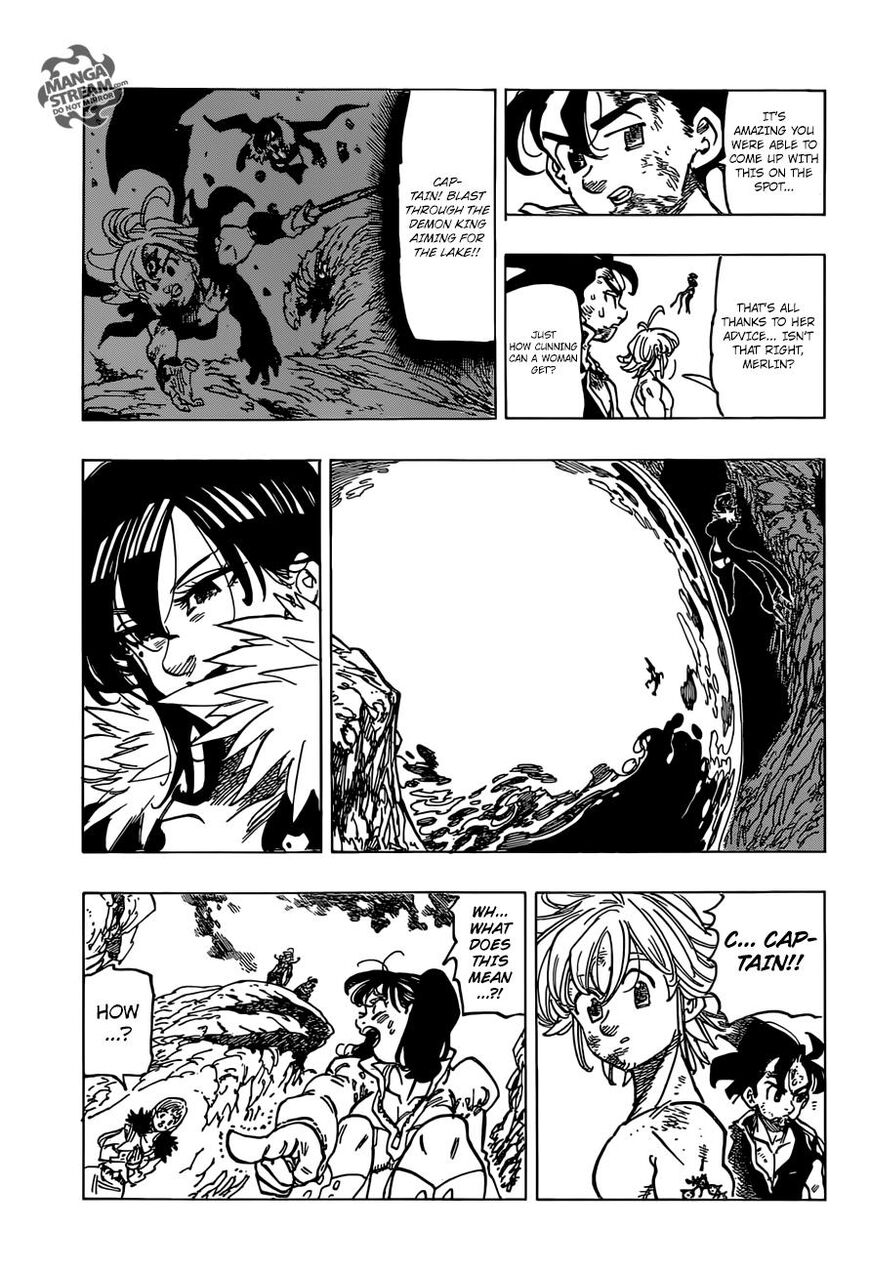 MANGA
STREAM.com
DO NOT MIRROR
IT'S
AMAZING YOU
WERE ABLE TO
COME UP WITH
THIS ON THE
SPOT...
CAP-
TAIN! BLAST
THROUGH THE
DEMON KING
AIMING FOR
THE LAKE!!
THAT'S ALL
THANKS TO HER
ADVICE... ISN'T
THAT RIGHT,
MERLIN?
JUST
HOW CUNNING
CAN A WOMAN
GET?
C... CAP-
TAIN!!
WH...
WHAT
DOES
THIS
MEAN
...?!
HOW
...?